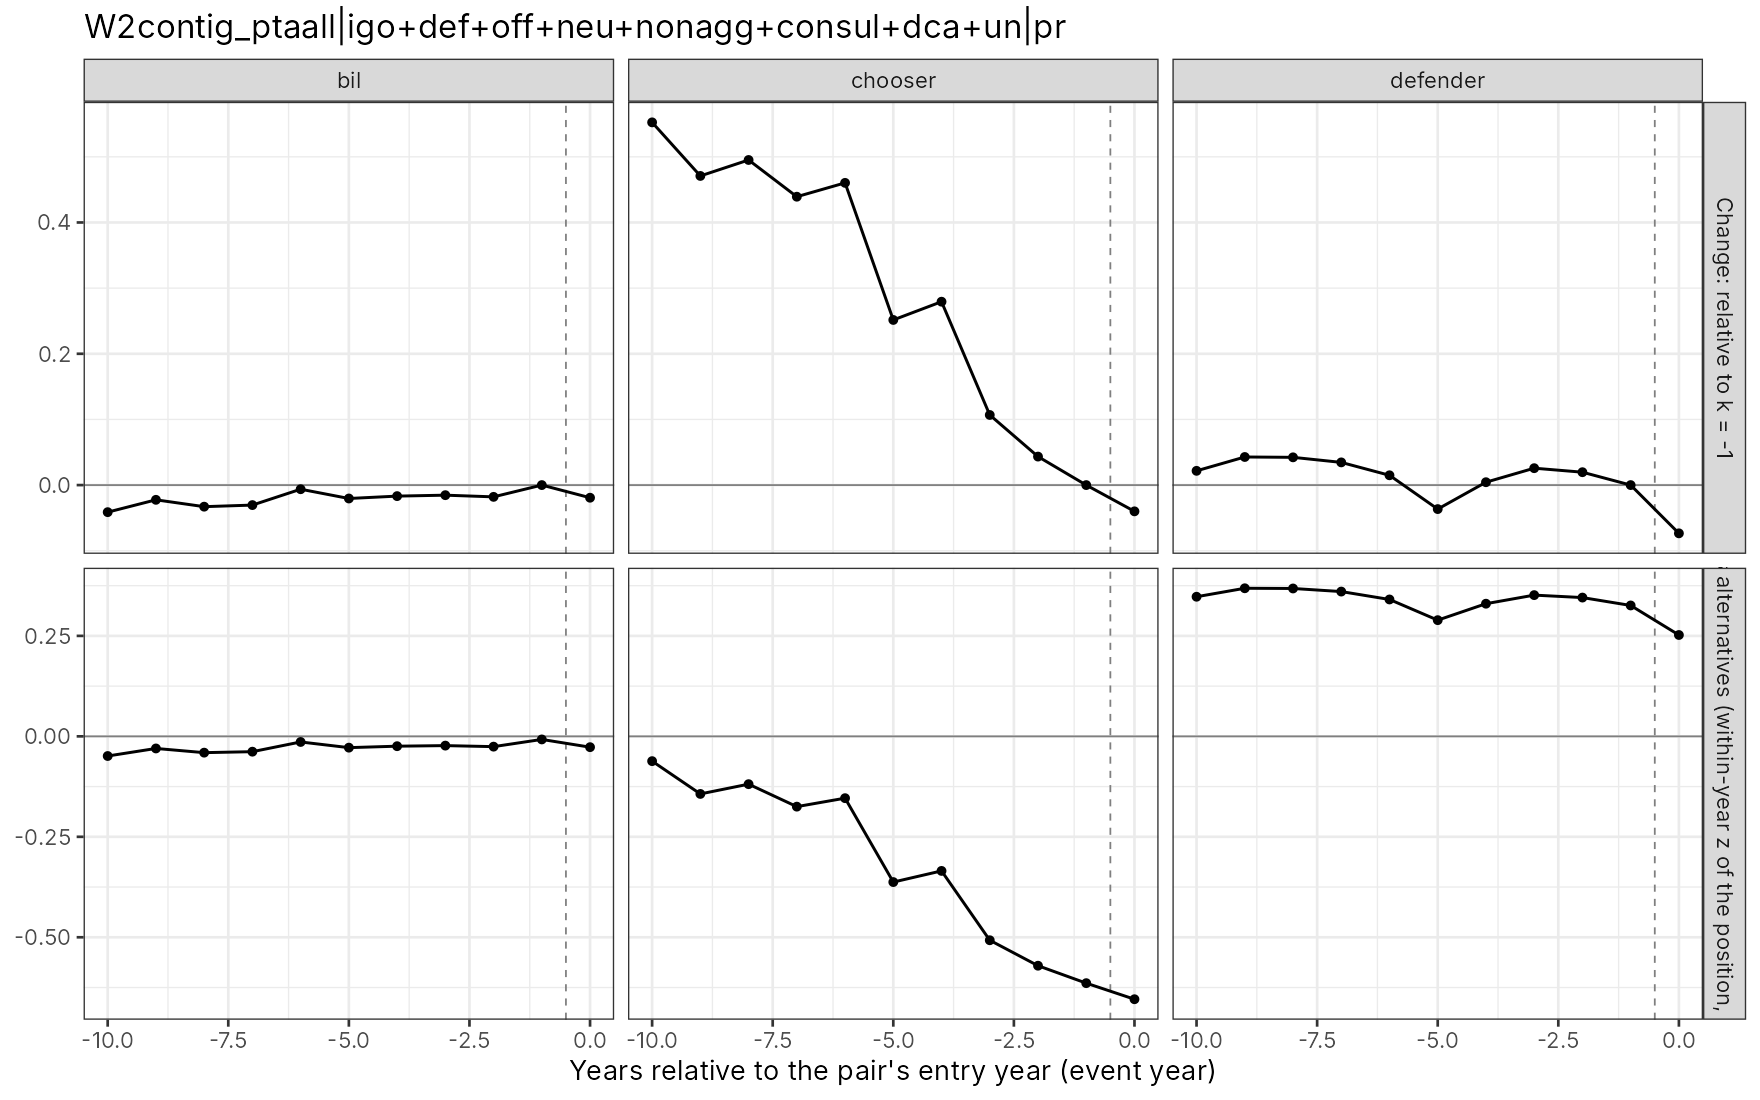 W2contig_ptaall|igo+def+off+neu+nonagg+consul+dca+un|pr
bil
chooser
defender
0.4
0.2
0.0
Change: relative to k = -1
0.25
0.00
-0.25
-0.50
alternatives (within-year z of the position,
-10.0 -7.5 -5.0 -2.5 0.0 -10.0 -7.5 -5.0 -2.5 0.0 -10.0 -7.5 -5.0 -2.5 0.0
Years relative to the pair's entry year (event year)